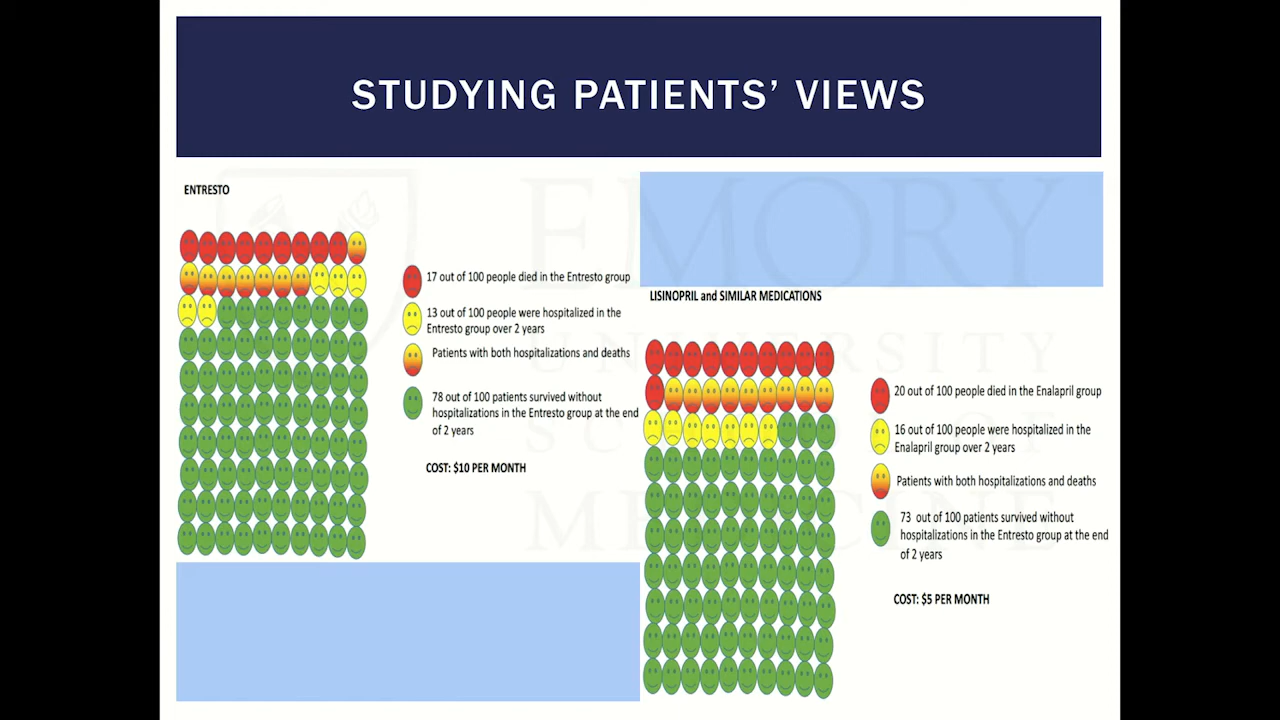 STUDYING PATIENTS’ VIEWS
ENTRESTO
17 out of 100 people died in the Entresto group
13 out of 100 people were hospitalized in the
Entresto group over 2 years
Patients with both hospitalizations and deaths
78 out of 100 patients survived without
hospitalizations in the Entresto group at the end
of 2 years
COST: $10 PER MONTH
LISINOPRIL and SIMILAR MEDICATIONS
20 out of 100 people died in the Enalapril group
16 out of 100 people were hospitalized in the
Enalapril group over 2 years
Patients with both hospitalizations and deaths
73 out of 100 patients survived without
hospitalizations in the Entresto group at the end
of 2 years
COST: $5 PER MONTH
EMORY
UNIVERSITY
SCHOOL OF
MEDICINE